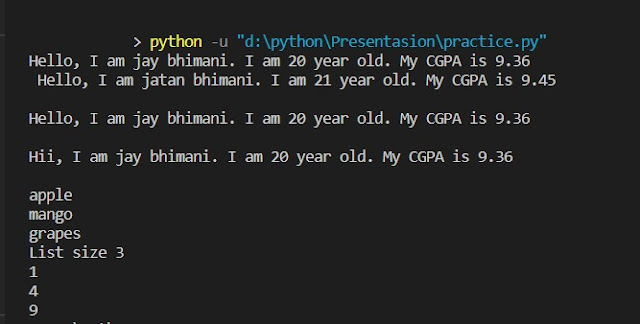 > python -u "d:\python\Presentasion\practice.py"
Hello, I am jay bhimani. I am 20 year old. My CGPA is 9.36
Hello, I am jatan bhimani. I am 21 year old. My CGPA is 9.45
Hello, I am jay bhimani. I am 20 year old. My CGPA is 9.36
Hii, I am jay bhimani. I am 20 year old. My CGPA is 9.36
apple
mango
grapes
List size 3
1
4
9